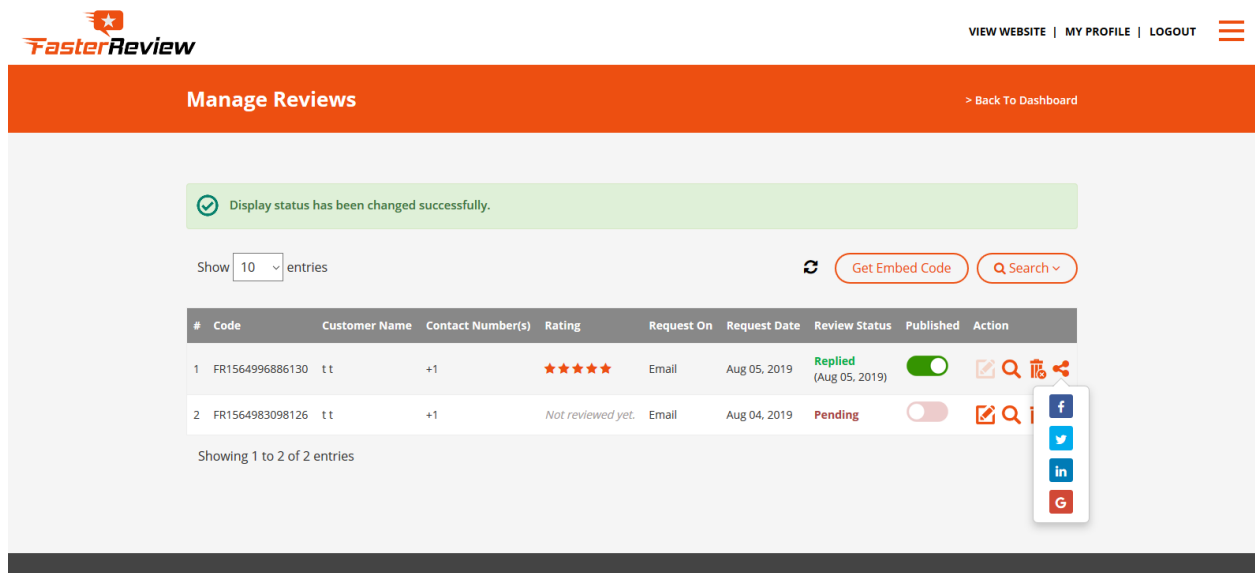 FasterReview
VIEW WEBSITE | MY PROFILE | LOGOUT
Manage Reviews
> Back To Dashboard
Display status has been changed successfully.
Show 10 entries
Get Embed Code
Search
# Code Customer Name Contact Number(s) Rating Request On Request Date Review Status Published Action
1 FR1564996886130 t t +1 Email Aug 05, 2019 Replied
(Aug 05, 2019)
2 FR1564983098126 t t +1 Not reviewed yet. Email Aug 04, 2019 Pending
Showing 1 to 2 of 2 entries
f
in
G